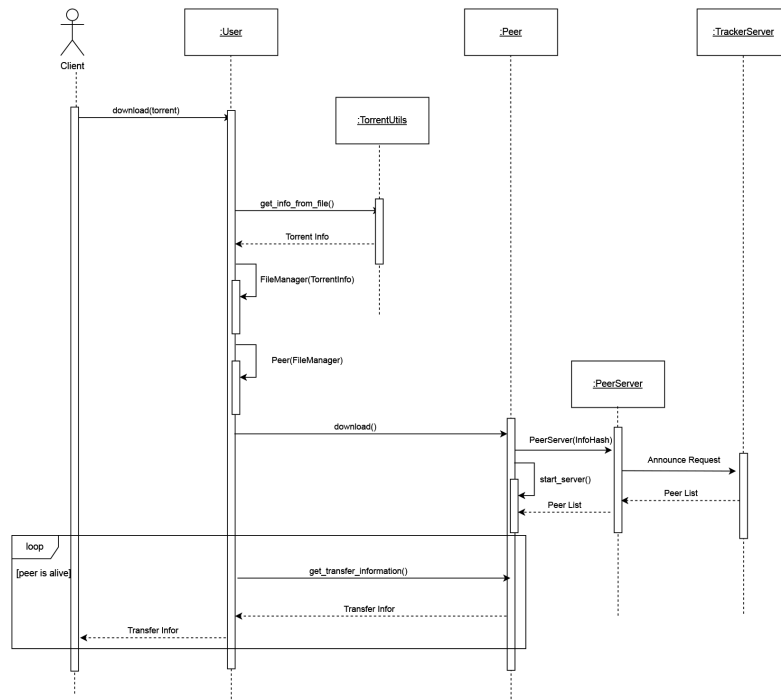 :User
:Peer
:TrackerServer
Client
download(torrent)
:TorrentUtils
get_info_from_file()
Torrent Info
FileManager(TorrentInfo)
Peer(FileManager)
:PeerServer
download()
PeerServer(InfoHash)
Announce Request
start_server()
Peer List
Peer List
loop
[peer is alive]
get_transfer_information()
Transfer Infor
Transfer Infor